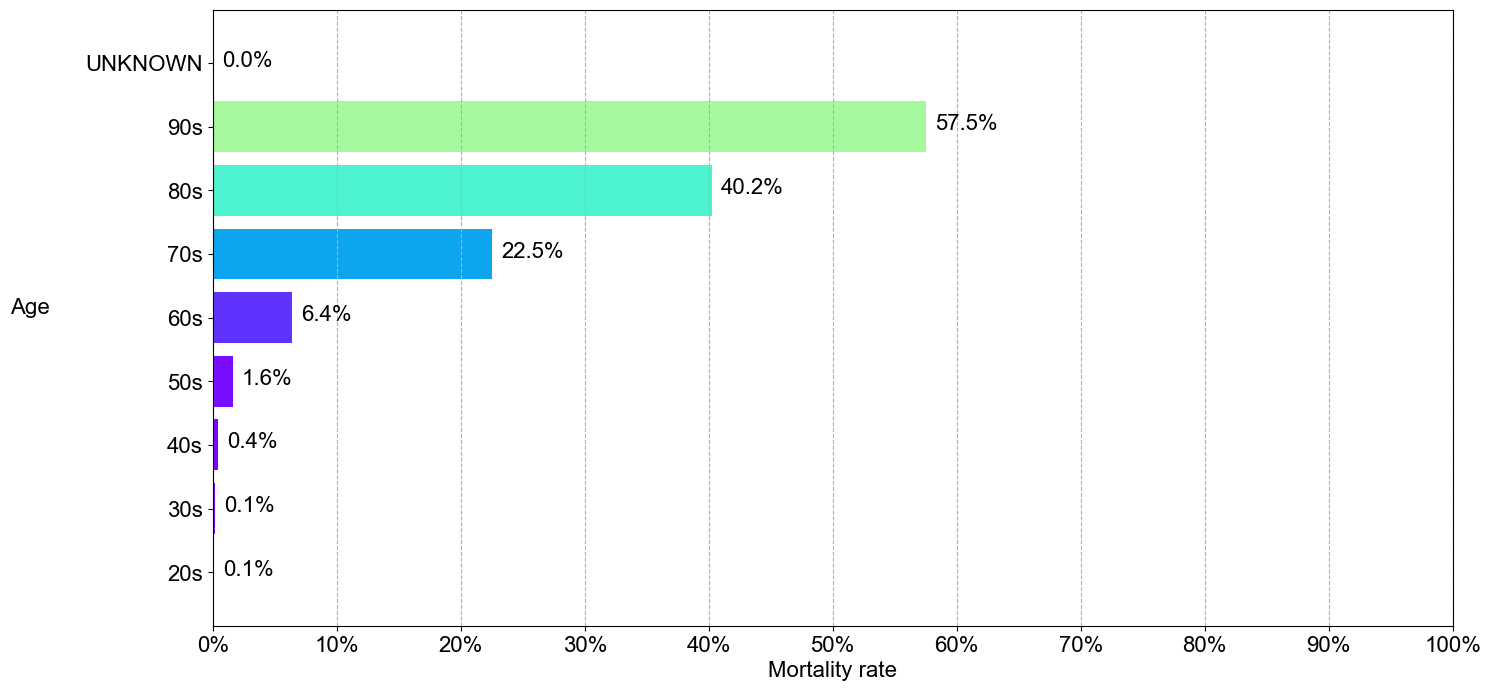 UNKNOWN 0.0%
90s 57.5%
80s 40.2%
70s 22.5%
Age
60s 6.4%
50s 1.6%
40s 0.4%
30s 0.1%
20s 0.1%
0% 10% 20% 30% 40% 50% 60% 70% 80% 90% 100%
Mortality rate